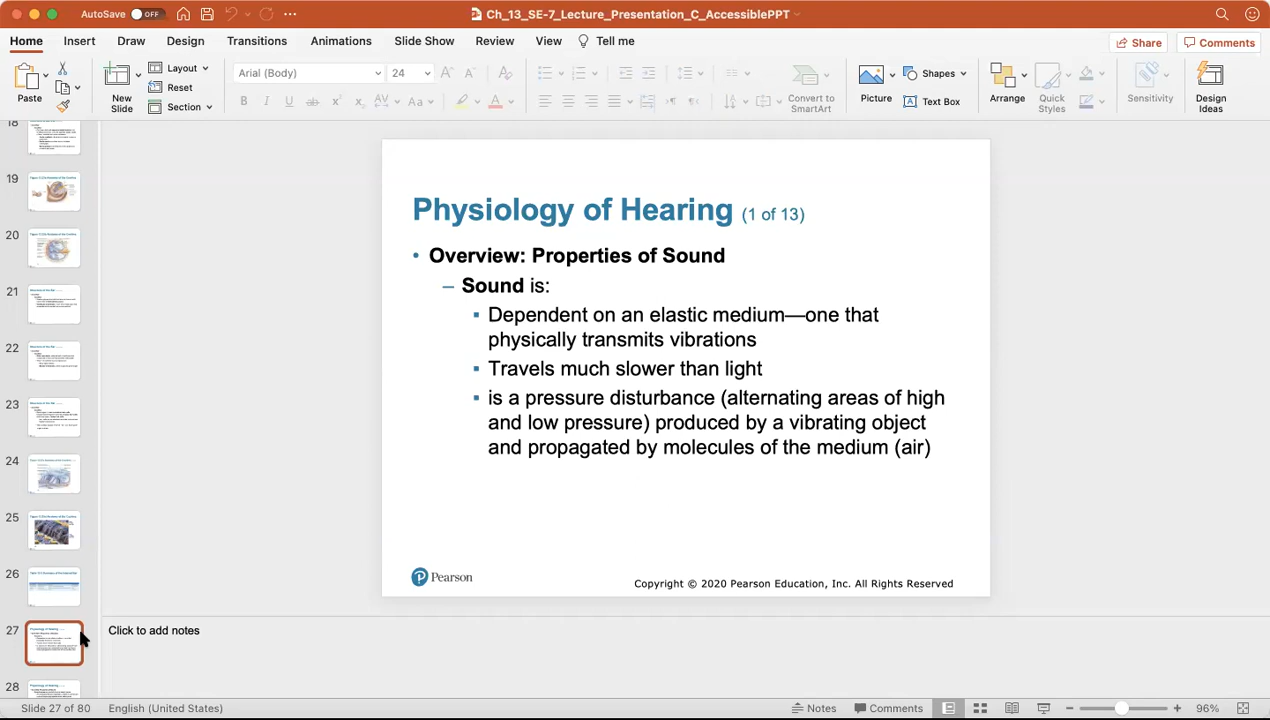 AutoSave OFF
Ch_13_SE-7_Lecture_Presentation_C_AccessiblePPT
Home Insert Draw Design Transitions Animations Slide Show Review View Tell me
Share Comments
Paste
New Slide
Layout
Reset
Section
Arial (Body) 24
Convert to SmartArt
Picture
Shapes
Text Box
Arrange
Quick Styles
Sensitivity
Design Ideas
18
19
20
21
22
23
24
25
26
27
28
Physiology of Hearing (1 of 13)
• Overview: Properties of Sound
– Sound is:
▪ Dependent on an elastic medium—one that
physically transmits vibrations
▪ Travels much slower than light
▪ is a pressure disturbance (alternating areas of high
and low pressure) produced by a vibrating object
and propagated by molecules of the medium (air)
Pearson
Copyright © 2020 Pearson Education, Inc. All Rights Reserved
Click to add notes
Slide 27 of 80 English (United States) Notes Comments 96%